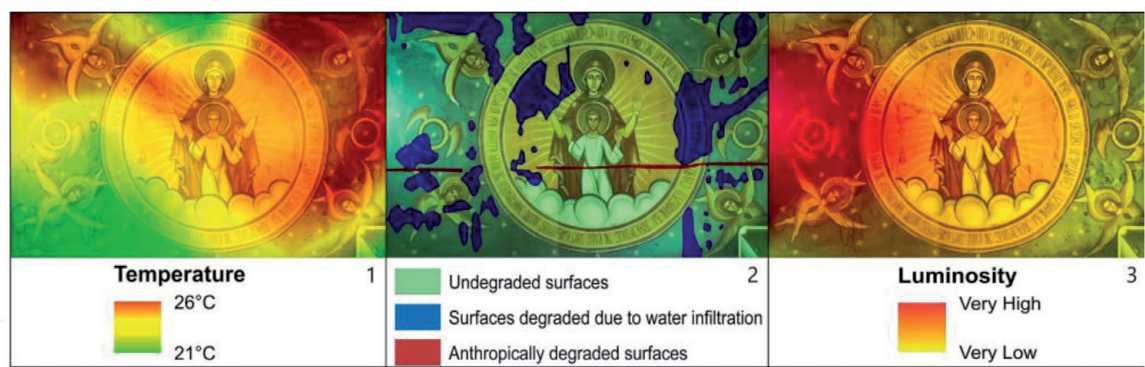 Temperature 1
26°C
21°C
2
Undegraded surfaces
Surfaces degraded due to water infiltration
Anthropically degraded surfaces
Luminosity 3
Very High
Very Low